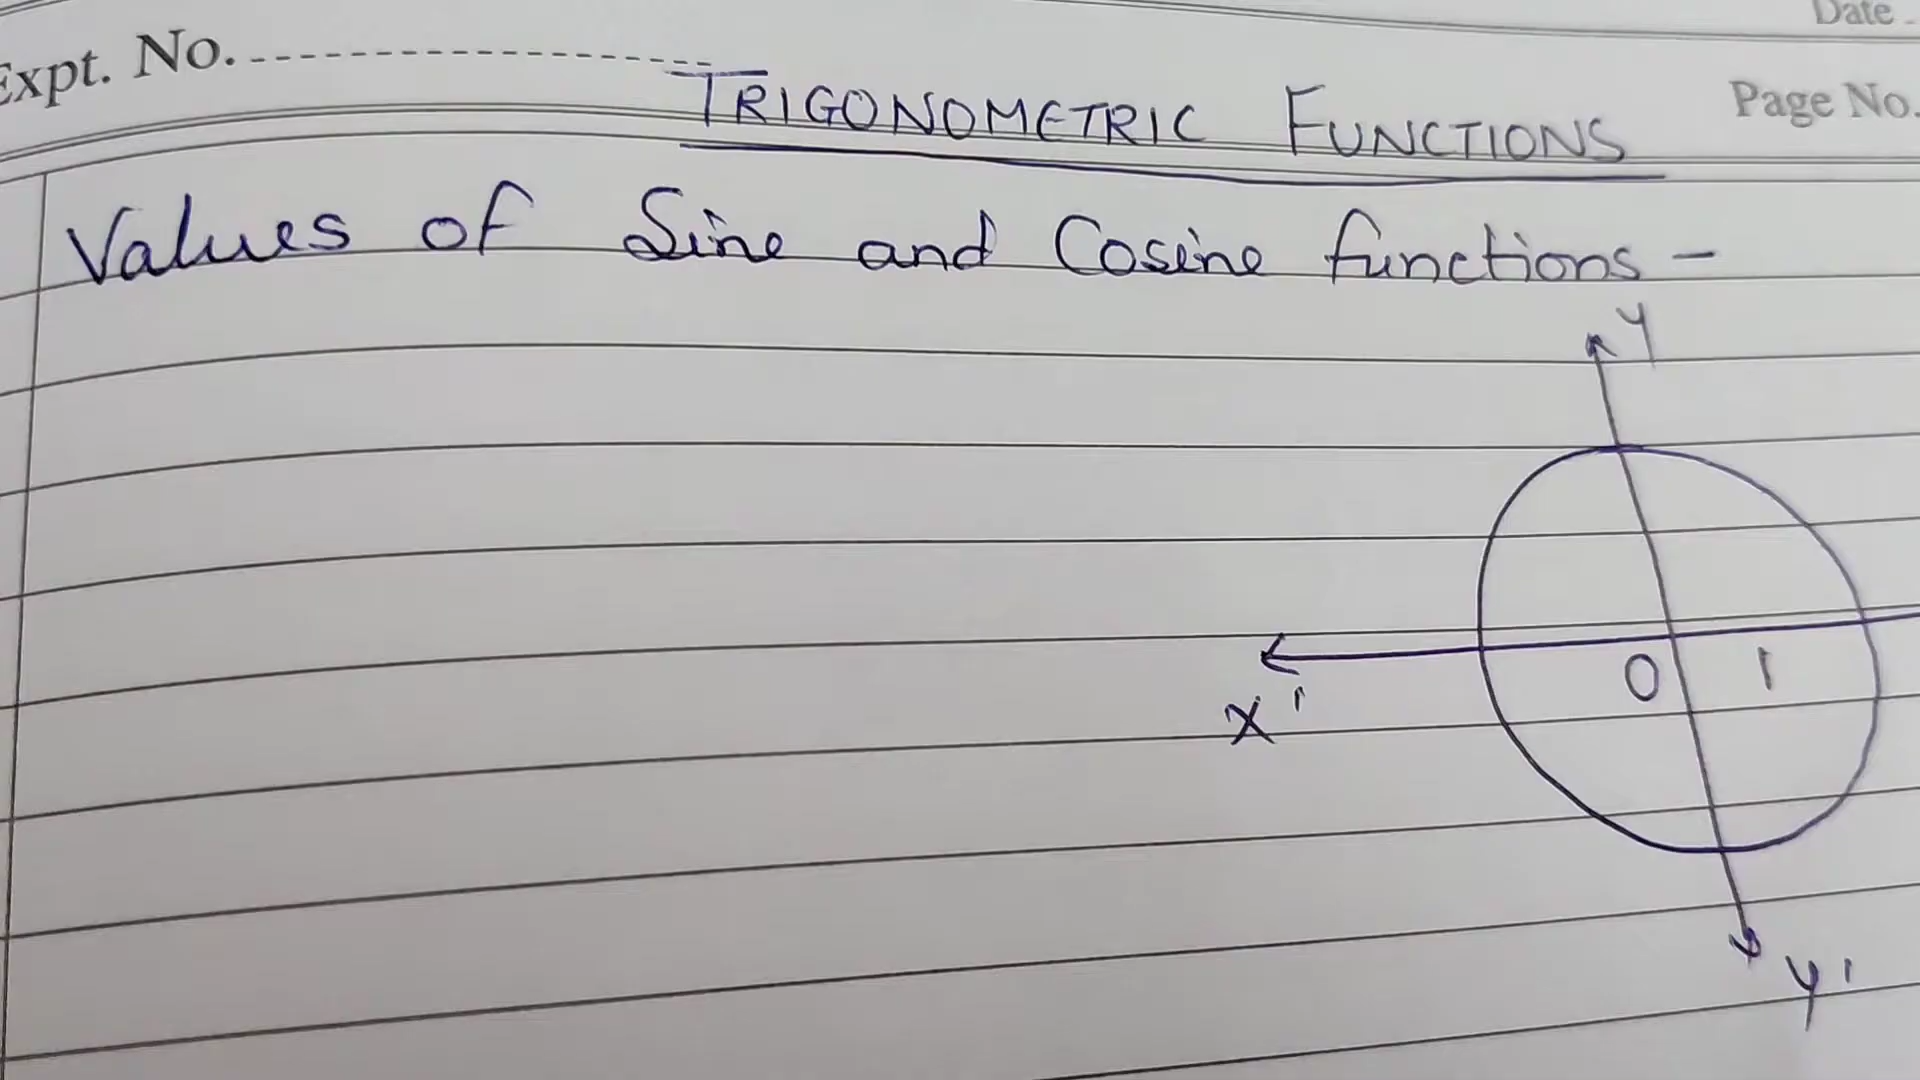 Date
Expt. No.
Page No.
TRIGONOMETRIC FUNCTIONS
Values of Sine and Cosine functions -
Y
O 1
X'
Y'